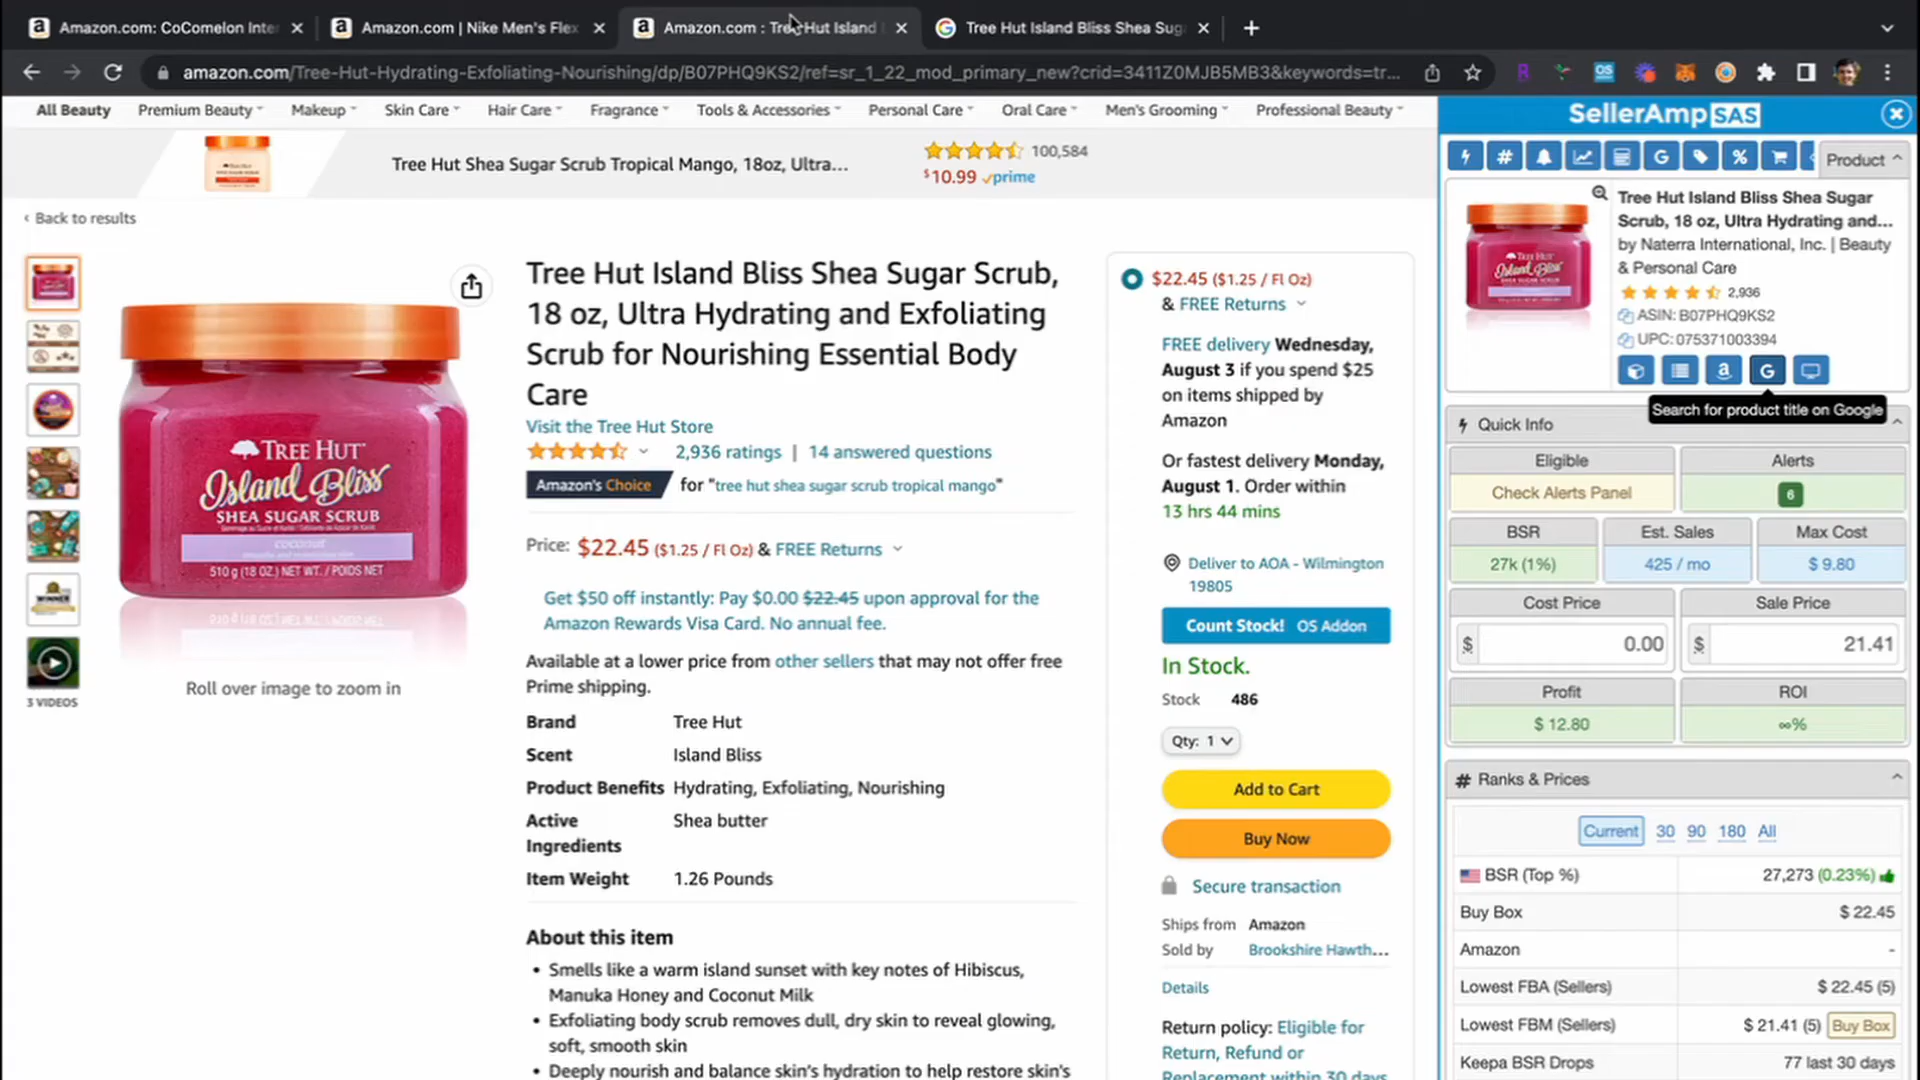 Amazon.com: CoComelon Inter
Amazon.com | Nike Men's Flex
Amazon.com : Tree Hut Island
Tree Hut Island Bliss Shea Sug
amazon.com/Tree-Hut-Hydrating-Exfoliating-Nourishing/dp/B07PHQ9KS2/ref=sr_1_22_mod_primary_new?crid=3411Z0MJB5MB3&keywords=tr...
All Beauty
Premium Beauty
Makeup
Skin Care
Hair Care
Fragrance
Tools & Accessories
Personal Care
Oral Care
Men's Grooming
Professional Beauty
Tree Hut Shea Sugar Scrub Tropical Mango, 18oz, Ultra...
100,584
$10.99 prime
‹ Back to results
Tree Hut Island Bliss Shea Sugar Scrub,
18 oz, Ultra Hydrating and Exfoliating
Scrub for Nourishing Essential Body
Care
Visit the Tree Hut Store
2,936 ratings | 14 answered questions
Amazon's Choice for "tree hut shea sugar scrub tropical mango"
Price: $22.45 ($1.25 / Fl Oz) & FREE Returns
Get $50 off instantly: Pay $0.00 $22.45 upon approval for the
Amazon Rewards Visa Card. No annual fee.
Available at a lower price from other sellers that may not offer free
Prime shipping.
Brand Tree Hut
Scent Island Bliss
Product Benefits Hydrating, Exfoliating, Nourishing
Active
Ingredients
Shea butter
Item Weight 1.26 Pounds
About this item
• Smells like a warm island sunset with key notes of Hibiscus,
Manuka Honey and Coconut Milk
• Exfoliating body scrub removes dull, dry skin to reveal glowing,
soft, smooth skin
• Deeply nourish and balance skin's hydration to help restore skin's
TREE HUT
Island Bliss
SHEA SUGAR SCRUB
coconut
510 g (18 OZ.) NET WT. / POIDS NET
Roll over image to zoom in
3 VIDEOS
$22.45 ($1.25 / Fl Oz)
& FREE Returns
FREE delivery Wednesday,
August 3 if you spend $25
on items shipped by
Amazon
Or fastest delivery Monday,
August 1. Order within
13 hrs 44 mins
Deliver to AOA - Wilmington
19805
Count Stock! OS Addon
In Stock.
Stock 486
Qty: 1
Add to Cart
Buy Now
Secure transaction
Ships from Amazon
Sold by Brookshire Hawth...
Details
Return policy: Eligible for
Return, Refund or
Replacement within 30 days
SellerAmp SAS
Product
Tree Hut Island Bliss Shea Sugar
Scrub, 18 oz, Ultra Hydrating and...
by Naterra International, Inc. | Beauty
& Personal Care
2,936
ASIN: B07PHQ9KS2
UPC: 075371003394
Search for product title on Google
Quick Info
Eligible
Alerts
Check Alerts Panel
6
BSR
Est. Sales
Max Cost
27k (1%)
425 / mo
$ 9.80
Cost Price
Sale Price
$ 0.00
$ 21.41
Profit
ROI
$ 12.80
∞%
# Ranks & Prices
Current 30 90 180 All
BSR (Top %) 27,273 (0.23%)
Buy Box $ 22.45
Amazon -
Lowest FBA (Sellers) $ 22.45 (5)
Lowest FBM (Sellers) $ 21.41 (5) Buy Box
Keepa BSR Drops 77 last 30 days